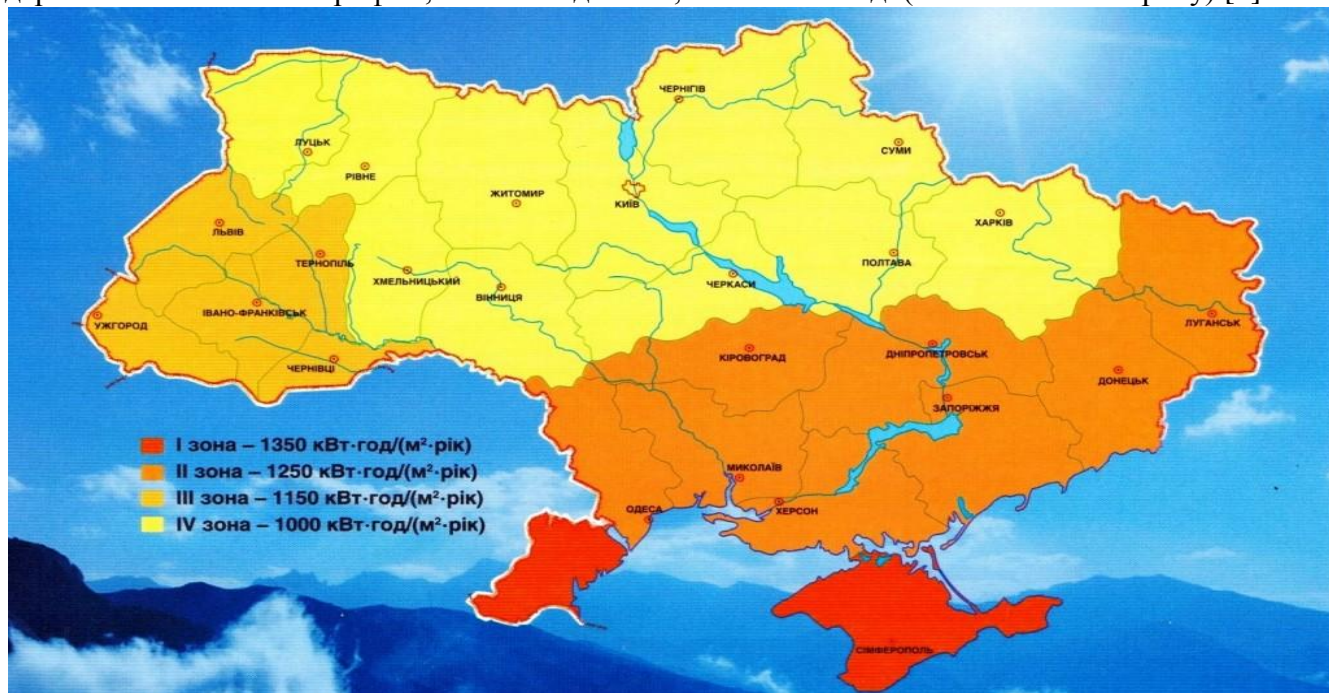 ЧЕРНІГІВ
ЛУЦЬК
СУМИ
РІВНЕ
ЖИТОМИР
КИЇВ
ХАРКІВ
ЛЬВІВ
ТЕРНОПІЛЬ
ПОЛТАВА
ХМЕЛЬНИЦЬКИЙ
ЧЕРКАСИ
ВІННИЦЯ
ІВАНО-ФРАНКІВСЬК
УЖГОРОД
ЛУГАНСЬК
КІРОВОГРАД
ДНІПРОПЕТРОВСЬК
ЧЕРНІВЦІ
ДОНЕЦЬК
ЗАПОРІЖЖЯ
I зона – 1350 кВт·год/(м²·рік)
II зона – 1250 кВт·год/(м²·рік)
III зона – 1150 кВт·год/(м²·рік)
IV зона – 1000 кВт·год/(м²·рік)
МИКОЛАЇВ
ХЕРСОН
ОДЕСА
СІМФЕРОПОЛЬ